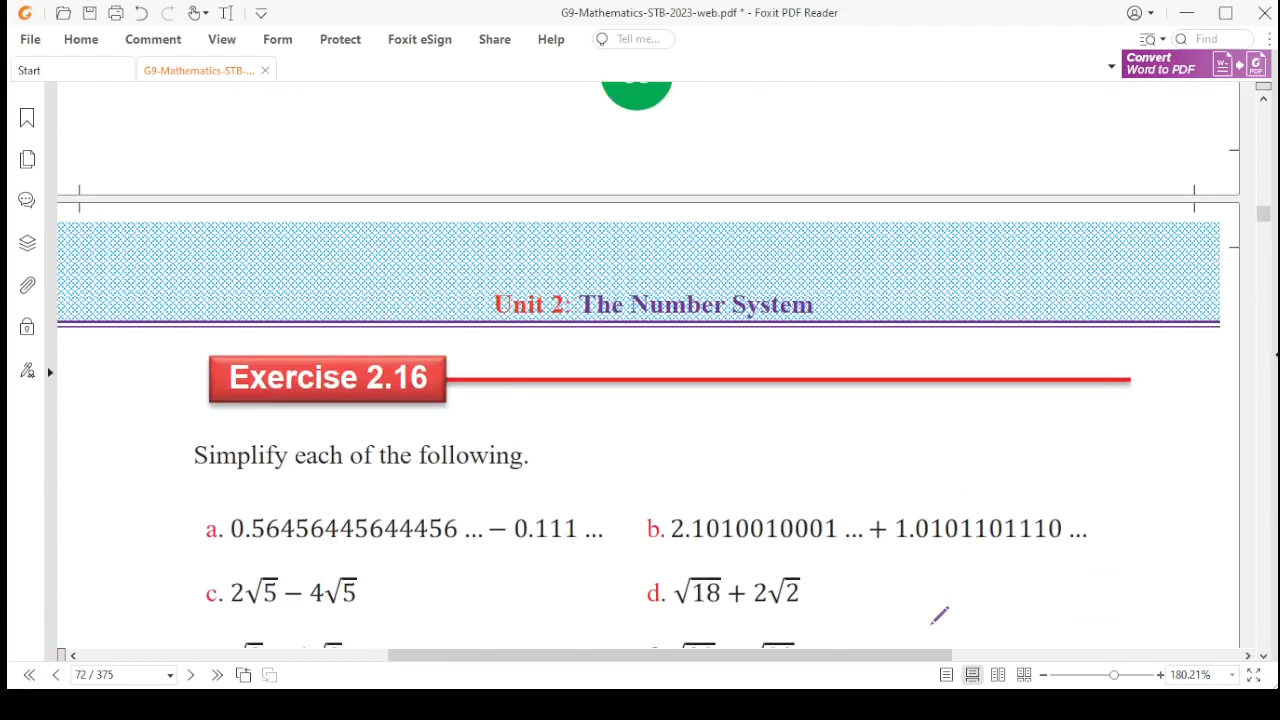 G9-Mathematics-STB-2023-web.pdf * - Foxit PDF Reader
File Home Comment View Form Protect Foxit eSign Share Help Tell me... Find
Start G9-Mathematics-STB-... Convert Word to PDF
Unit 2: The Number System
Exercise 2.16
Simplify each of the following.
a. 0.56456445644456 ... − 0.111 ... b. 2.1010010001 ... + 1.0101101110 ...
c. 2√5 − 4√5 d. √18 + 2√2
72 / 375 180.21%